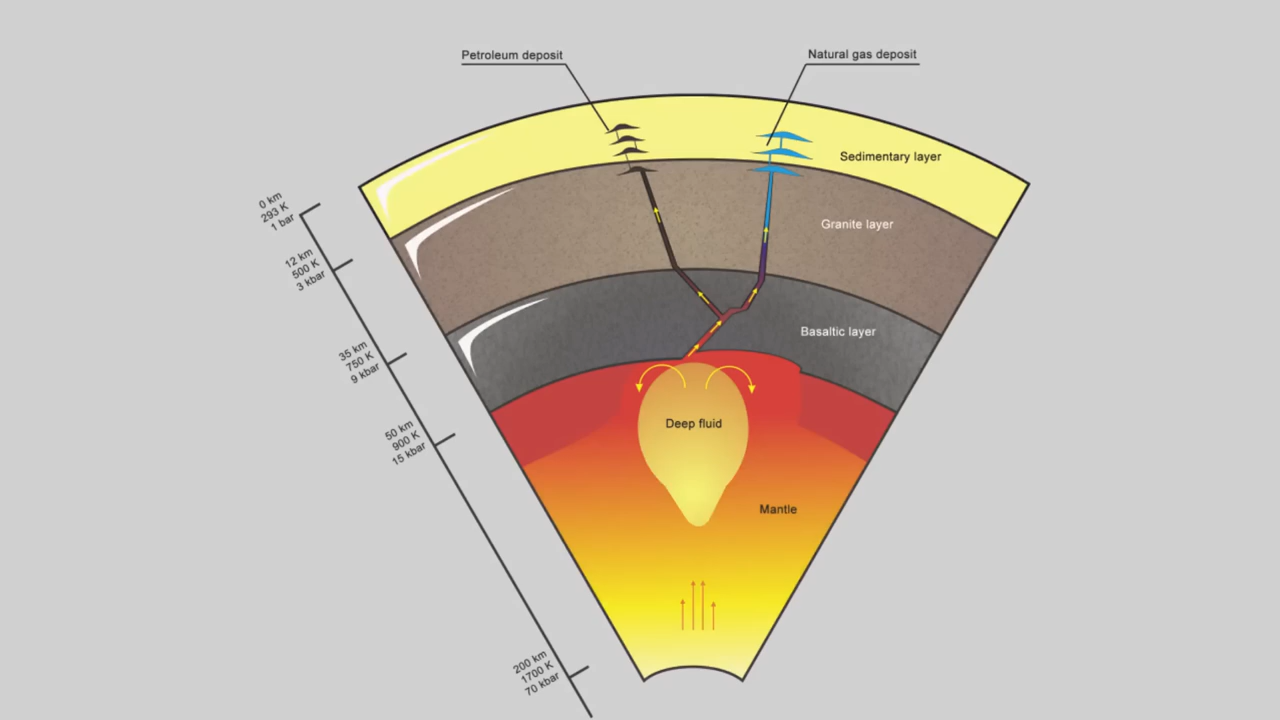 Petroleum deposit
Natural gas deposit
Sedimentary layer
0 km
293 K
1 bar
Granite layer
12 km
500 K
3 kbar
Basaltic layer
35 km
750 K
9 kbar
Deep fluid
50 km
900 K
15 kbar
Mantle
200 km
1700 K
70 kbar